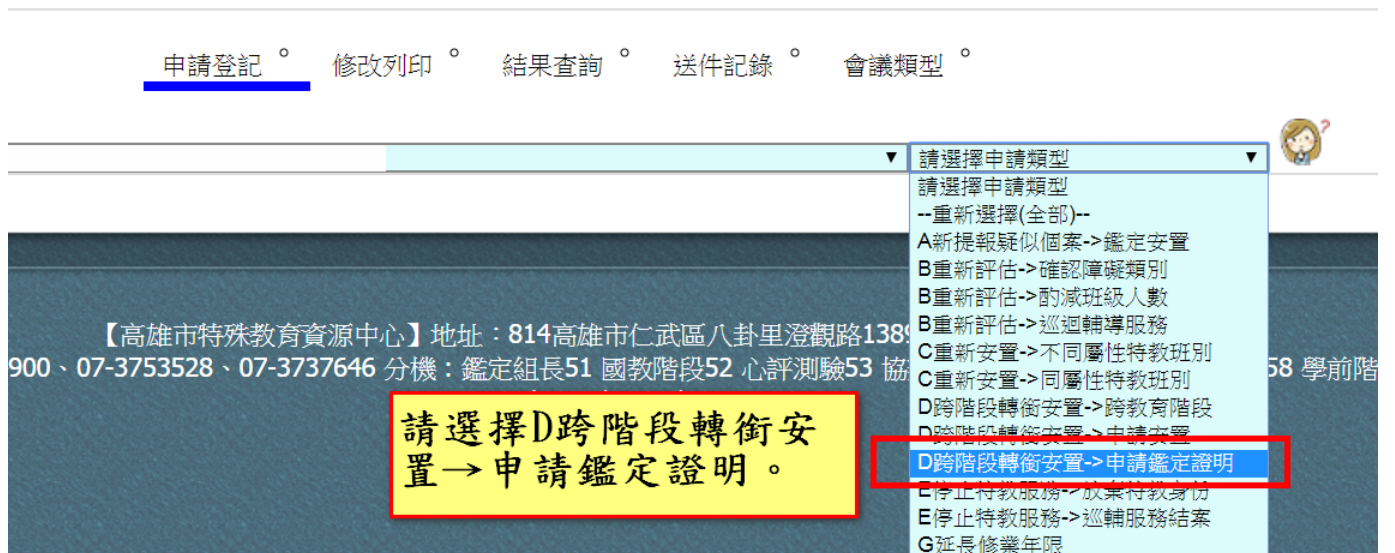 申請登記° 修改列印° 結果查詢° 送件記錄° 會議類型°
請選擇申請類型
請選擇申請類型
--重新選擇(全部)--
A新提報疑似個案->鑑定安置
B重新評估->確認障礙類別
B重新評估->酌減班級人數
B重新評估->巡迴輔導服務
C重新安置->不同屬性特教班別
C重新安置->同屬性特教班別
D跨階段轉銜安置->跨教育階段
D跨階段轉銜安置->申請安置
D跨階段轉銜安置->申請鑑定證明
E停止特教服務->放棄特教身份
E停止特教服務->巡輔服務結案
G延長修業年限
【高雄市特殊教育資源中心】地址：814高雄市仁武區八卦里澄觀路1389
900、07-3753528、07-3737646 分機：鑑定組長51 國教階段52 心評測驗53 協 58 學前階
請選擇D跨階段轉銜安
置→申請鑑定證明。